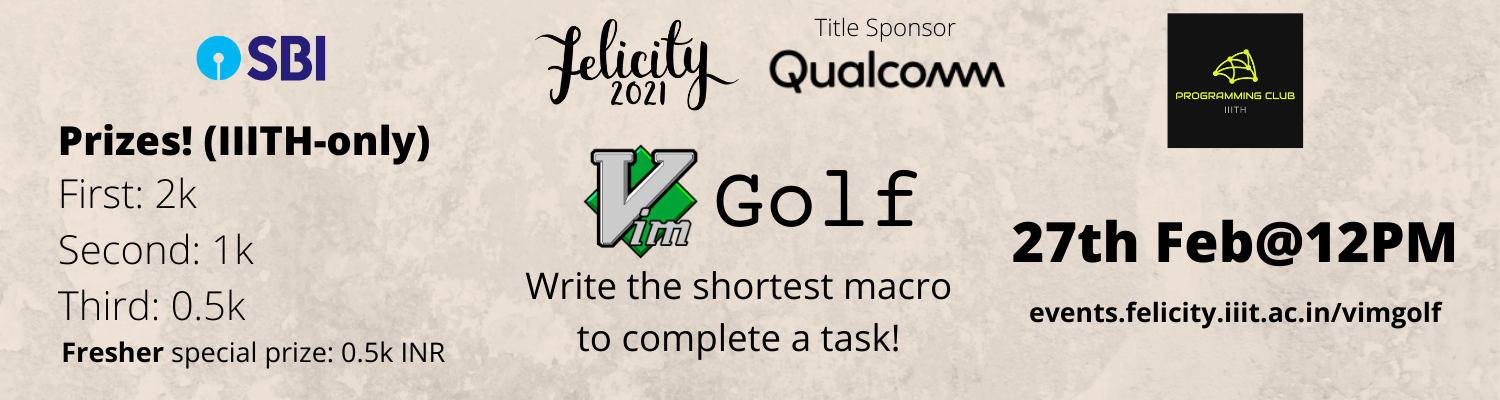 SBI
Prizes! (IIITH-only)
First: 2k
Second: 1k
Third: 0.5k
Fresher special prize: 0.5k INR
Felicity
2021
Title Sponsor
Qualcomm
Vim Golf
Write the shortest macro
to complete a task!
PROGRAMMING CLUB
IIITH
27th Feb@12PM
events.felicity.iiit.ac.in/vimgolf